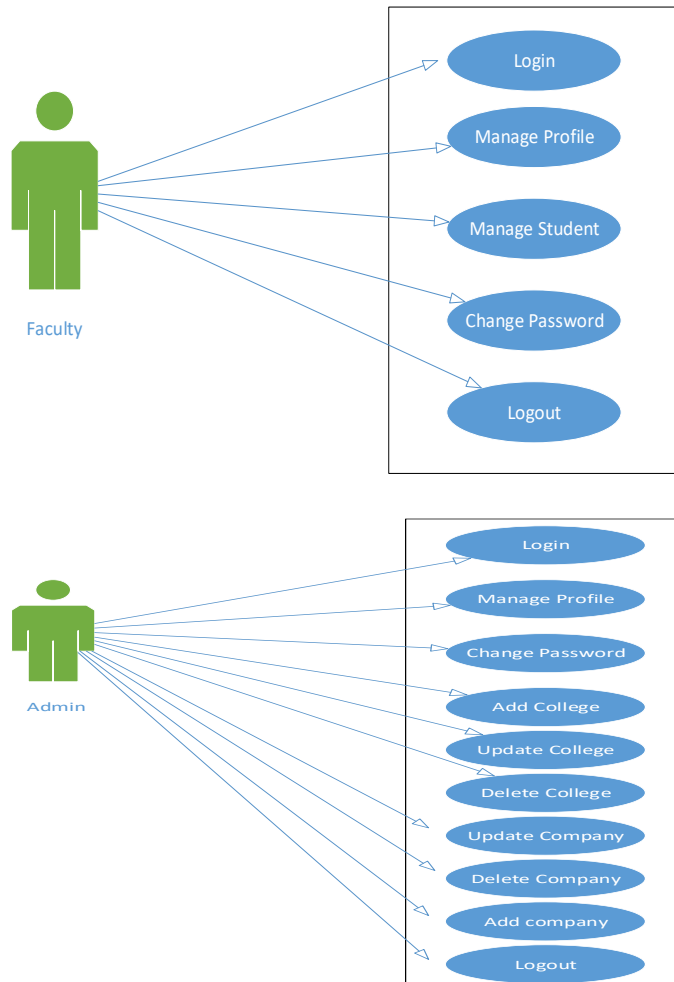 Login
Manage Profile
Manage Student
Change Password
Logout
Faculty
Login
Manage Profile
Change Password
Add College
Update College
Delete College
Update Company
Delete Company
Add company
Logout
Admin